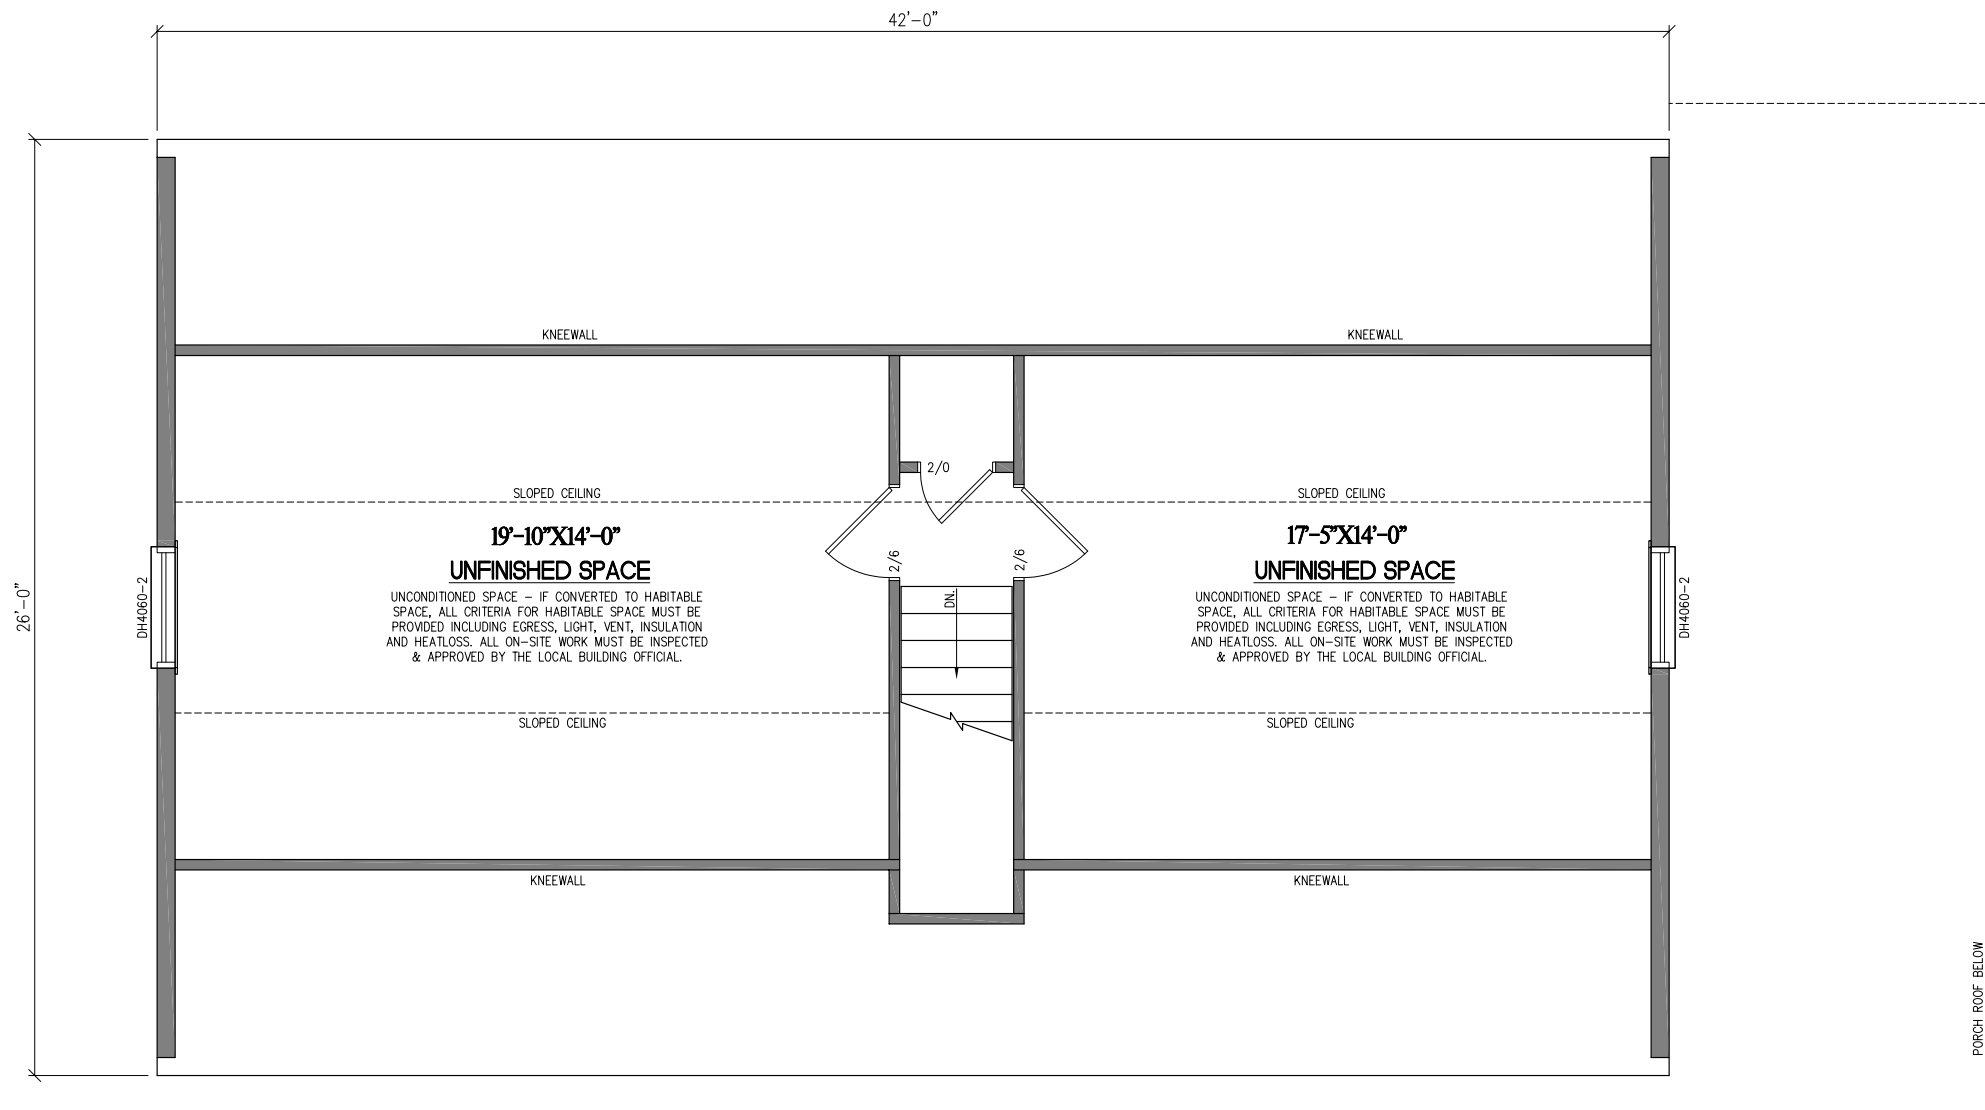 42'-0"
KNEEWALL
KNEEWALL
2/0
SLOPED CEILING
SLOPED CEILING
19'-10"X14'-0"
UNFINISHED SPACE
UNCONDITIONED SPACE – IF CONVERTED TO HABITABLE
SPACE, ALL CRITERIA FOR HABITABLE SPACE MUST BE
PROVIDED INCLUDING EGRESS, LIGHT, VENT, INSULATION
AND HEATLOSS. ALL ON-SITE WORK MUST BE INSPECTED
& APPROVED BY THE LOCAL BUILDING OFFICIAL.
17'-5"X14'-0"
UNFINISHED SPACE
UNCONDITIONED SPACE – IF CONVERTED TO HABITABLE
SPACE, ALL CRITERIA FOR HABITABLE SPACE MUST BE
PROVIDED INCLUDING EGRESS, LIGHT, VENT, INSULATION
AND HEATLOSS. ALL ON-SITE WORK MUST BE INSPECTED
& APPROVED BY THE LOCAL BUILDING OFFICIAL.
2/6
2/6
DN.
26'-0"
DH4060-2
DH4060-2
SLOPED CEILING
SLOPED CEILING
KNEEWALL
KNEEWALL
PORCH ROOF BELOW